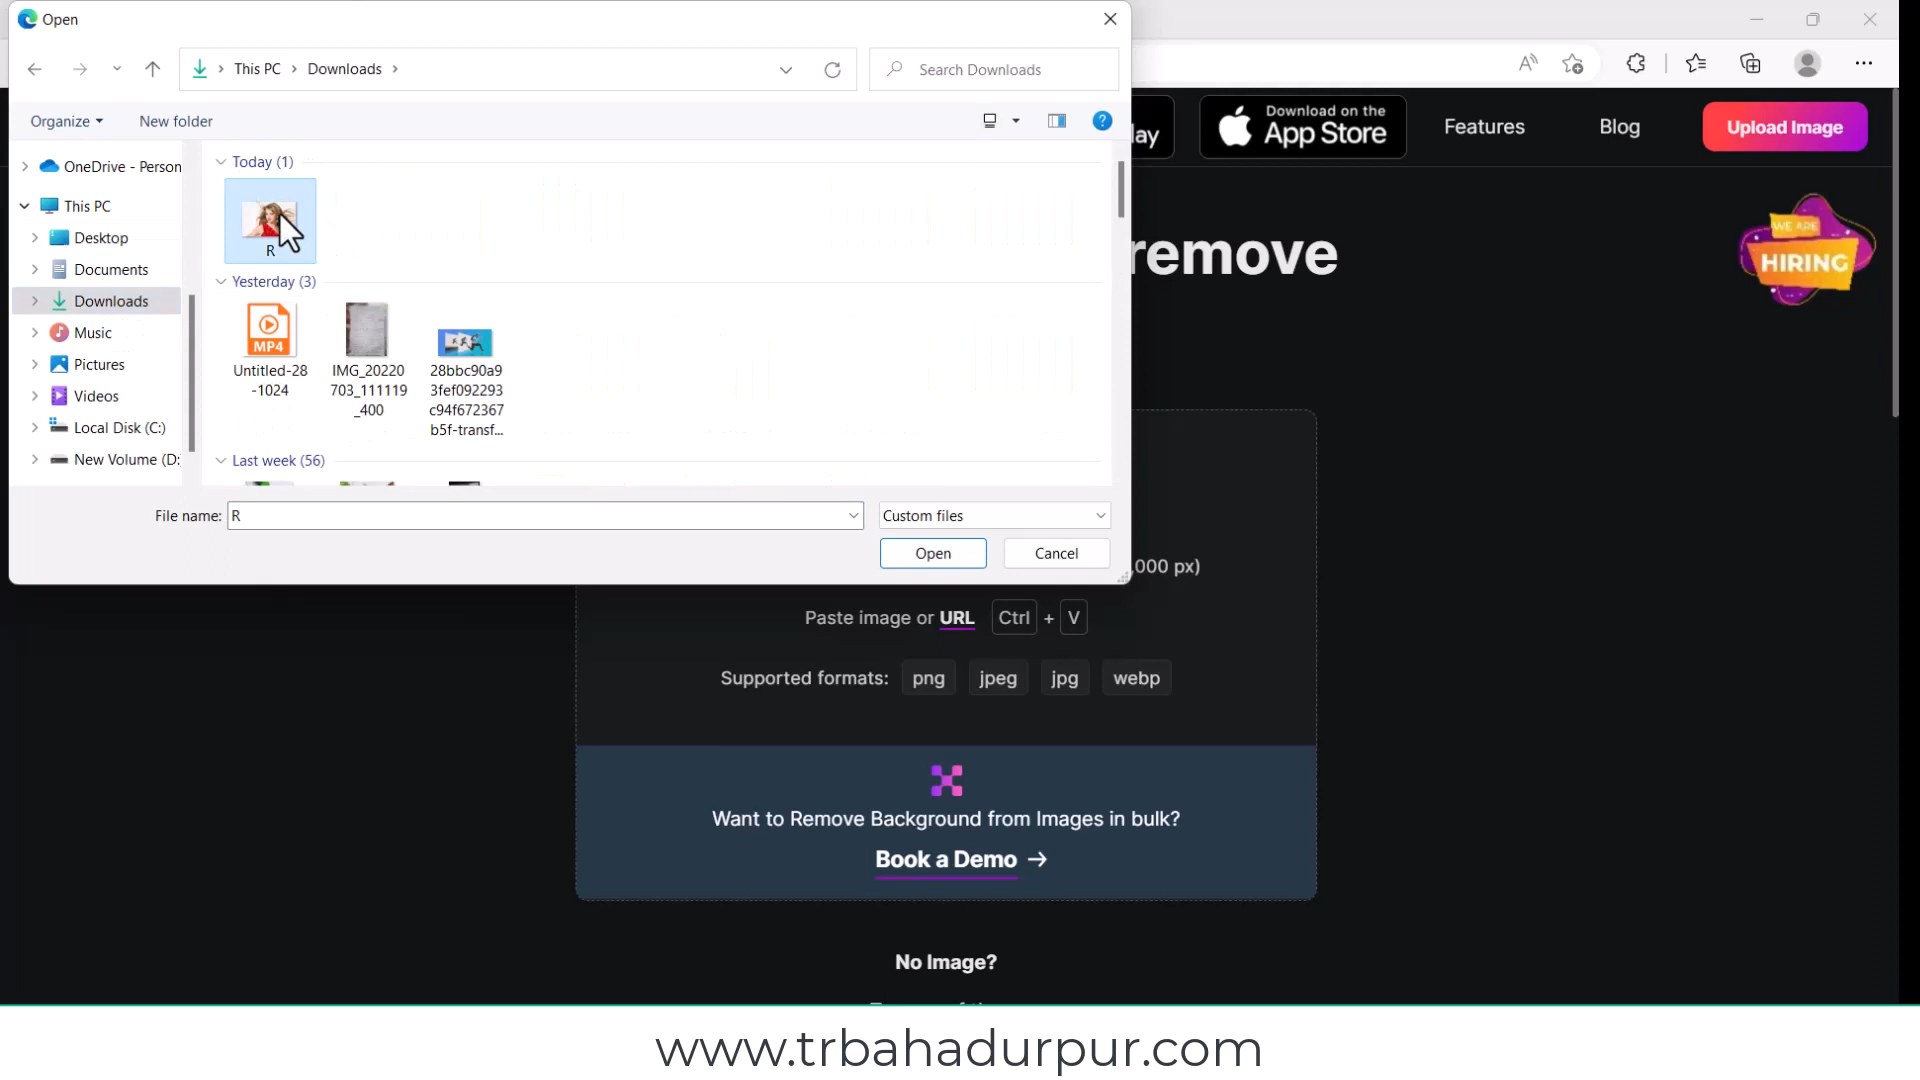 Open
This PC
Downloads
Search Downloads
Organize
New folder
?
OneDrive - Person
This PC
Desktop
Documents
Downloads
Music
Pictures
Videos
Local Disk (C:)
New Volume (D:
Today (1)
R
Yesterday (3)
MP4
Untitled-28
-1024
IMG_20220
703_111119
_400
28bbc90a9
3fef092293
c94f672367
b5f-transf...
Last week (56)
File name:
R
Custom files
Open
Cancel
lay
Download on the
App Store
Features
Blog
Upload Image
remove
WE ARE
HIRING
,000 px)
Paste image or URL Ctrl + V
Supported formats: png jpeg jpg webp
Want to Remove Background from Images in bulk?
Book a Demo →
No Image?
www.trbahadurpur.com